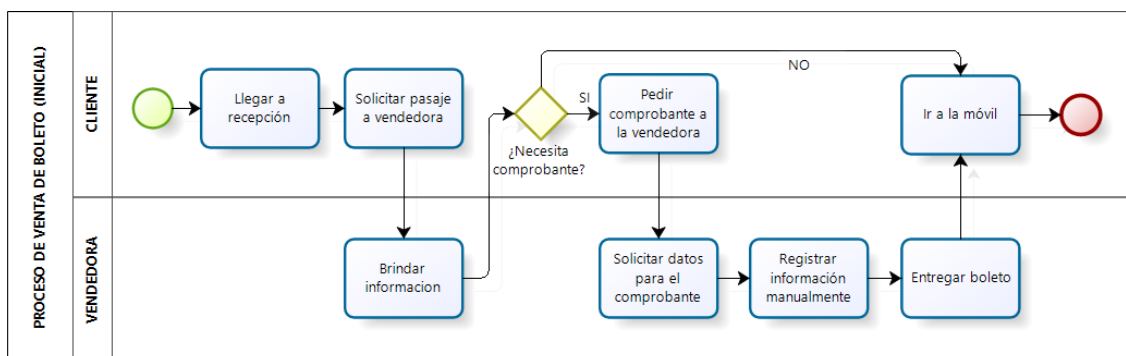 PROCESO DE VENTA DE BOLETO (INICIAL)
CLIENTE
Llegar a
recepción
Solicitar pasaje
a vendedora
¿Necesita
comprobante?
SI
NO
Pedir
comprobante a
la vendedora
Ir a la móvil
VENDEDORA
Brindar
informacion
Solicitar datos
para el
comprobante
Registrar
información
manualmente
Entregar boleto